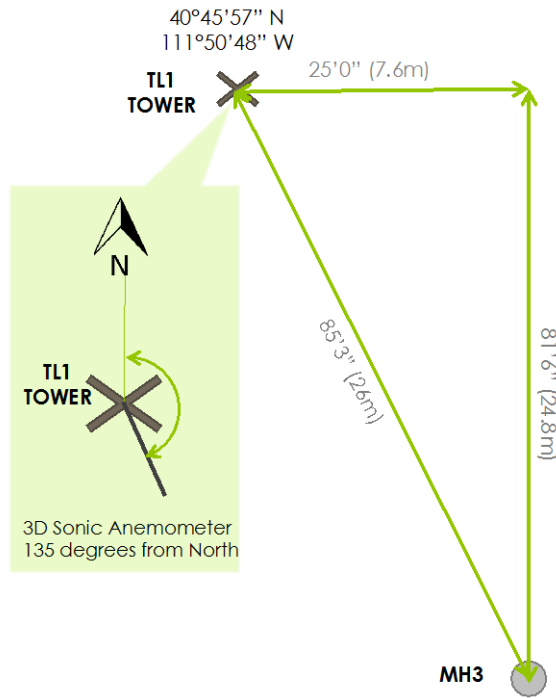 40°45’57” N
111°50’48” W
TL1
TOWER
25’0” (7.6m)
N
TL1
TOWER
85’3” (26m)
81’6” (24.8m)
3D Sonic Anemometer
135 degrees from North
MH3